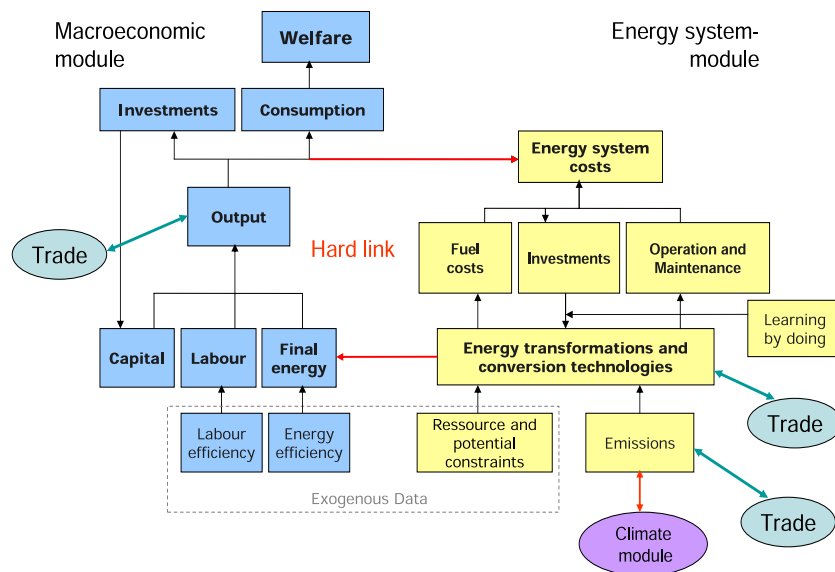 Macroeconomic
module
Welfare
Energy system-
module
Investments
Consumption
Energy system
costs
Output
Trade
Hard link
Fuel
costs
Investments
Operation and
Maintenance
Learning
by doing
Capital
Labour
Final
energy
Energy transformations and
conversion technologies
Trade
Labour
efficiency
Energy
efficiency
Ressource and
potential
constraints
Emissions
Exogenous Data
Climate
module
Trade